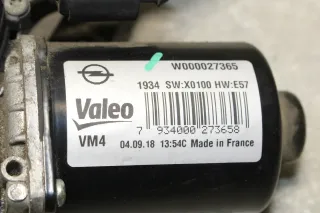 W000027365
1934 SW:X0100 HW:E57
Valeo
7 934000 273658
VM4 04.09.18 13:54C Made in France